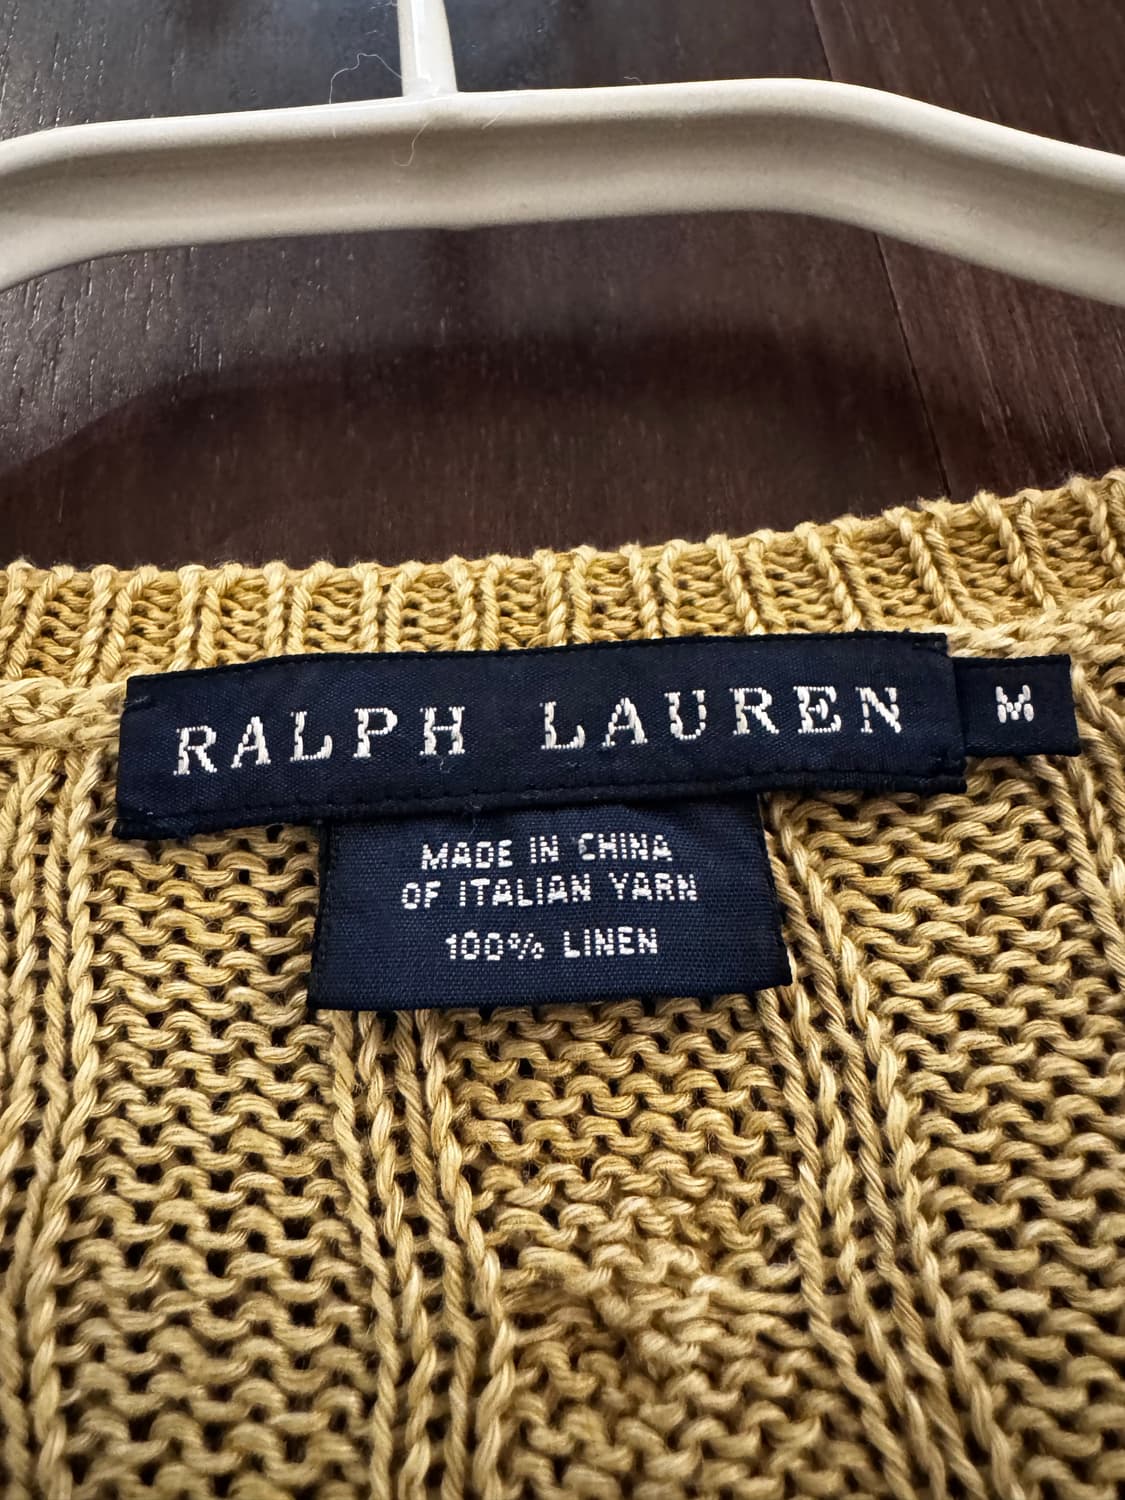 RALPH LAUREN M
MADE IN CHINA
OF ITALIAN YARN
100% LINEN